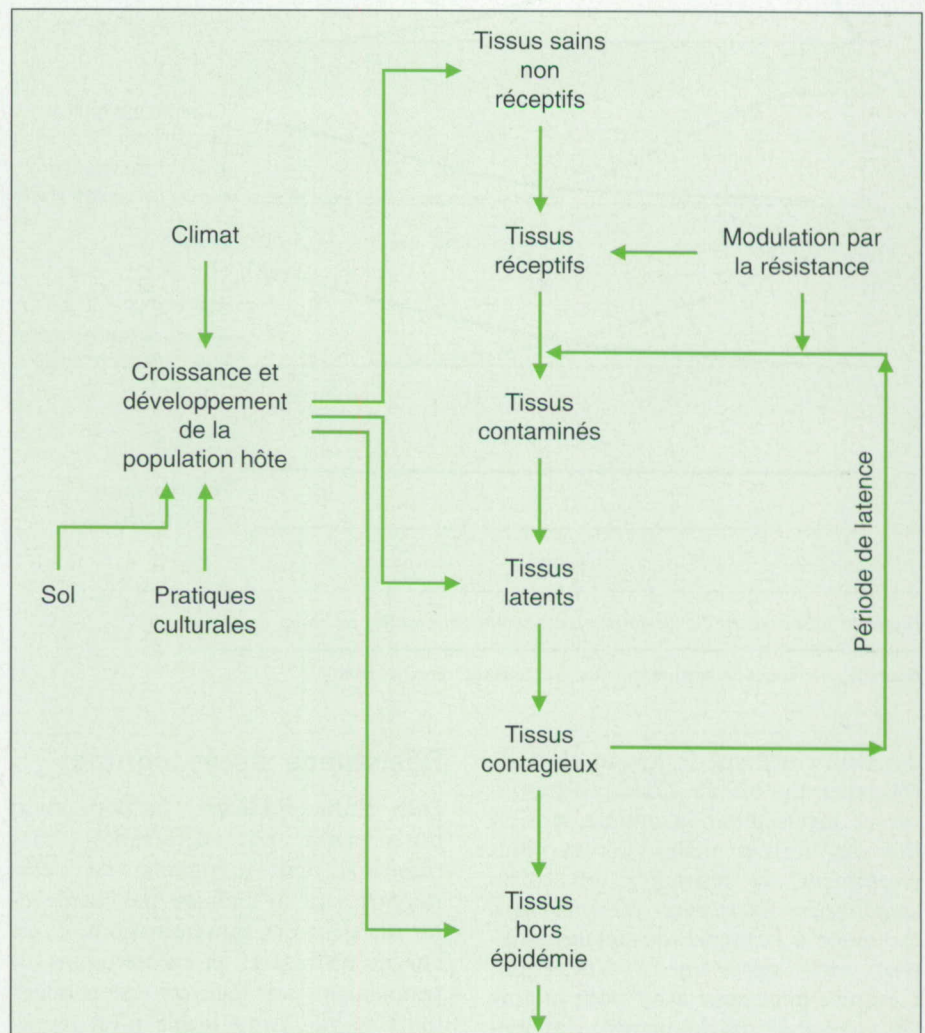 Tissus sains
non
réceptifs
Climat
Tissus
réceptifs
Modulation par
la résistance
Croissance et
développement
de la
population hôte
Tissus
contaminés
Période de latence
Sol
Pratiques
culturales
Tissus
latents
Tissus
contagieux
Tissus
hors
épidémie